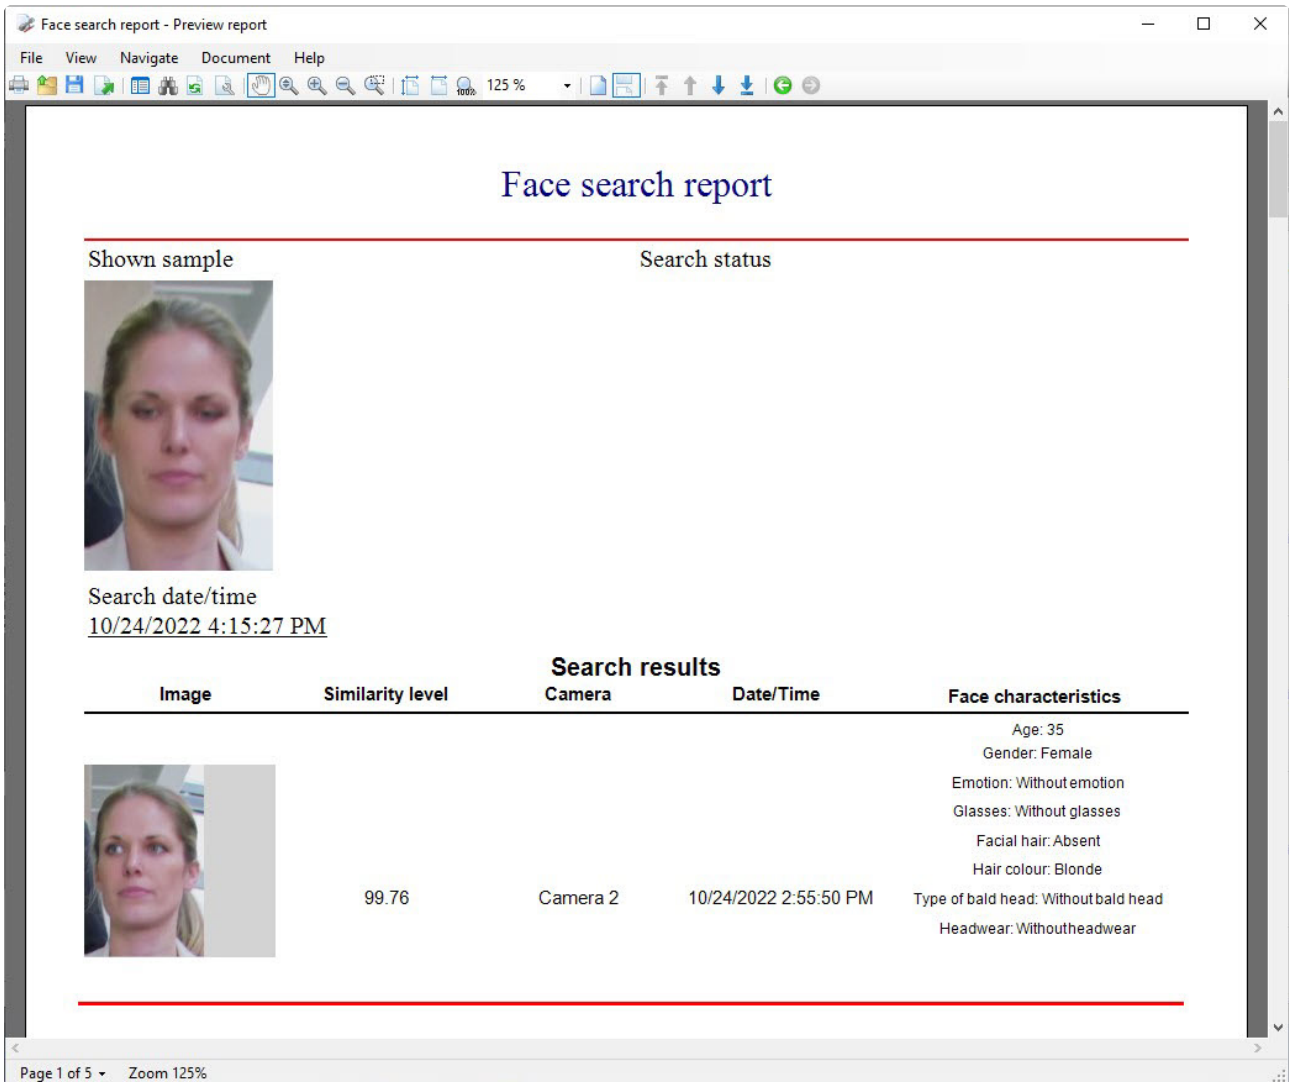 Face search report - Preview report
File View Navigate Document Help
100% 125 %
Face search report
Shown sample Search status
Search date/time
10/24/2022 4:15:27 PM
Search results
Image Similarity level Camera Date/Time Face characteristics
Age: 35
Gender: Female
Emotion: Without emotion
Glasses: Without glasses
Facial hair: Absent
Hair colour: Blonde
99.76 Camera 2 10/24/2022 2:55:50 PM Type of bald head: Without bald head
Headwear: Withoutheadwear
Page 1 of 5 Zoom 125%